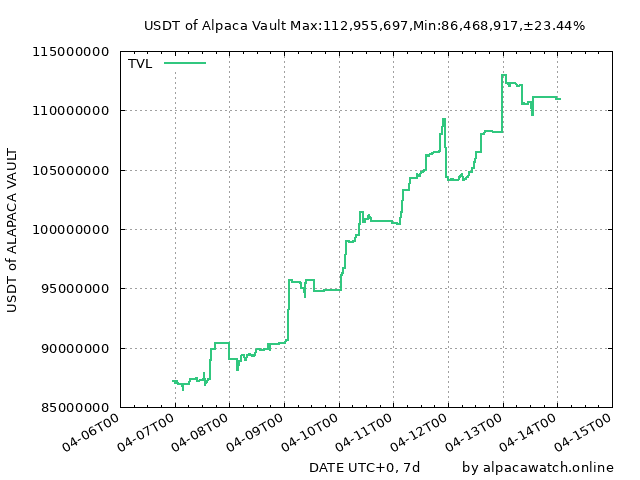 USDT of Alpaca Vault Max:112,955,697,Min:86,468,917,±23.44%
TVL
115000000
110000000
105000000
100000000
95000000
90000000
85000000
USDT of ALAPACA VAULT
04-06T00
04-07T00
04-08T00
04-09T00
04-10T00
04-11T00
04-12T00
04-13T00
04-14T00
04-15T00
DATE UTC+0, 7d
by alpacawatch.online